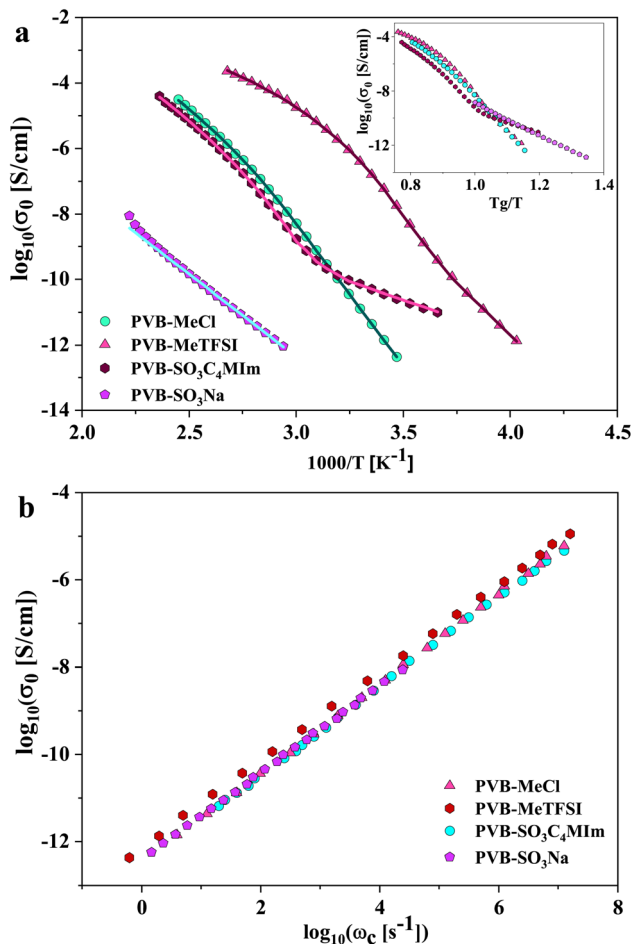 a
log₁₀(σ₀ [S/cm])
-2
-4
-6
-8
-10
-12
-14
2.0 2.5 3.0 3.5 4.0 4.5
1000/T [K⁻¹]
PVB-MeCl
PVB-MeTFSI
PVB-SO₃C₄MIm
PVB-SO₃Na
log₁₀(σ₀ [S/cm])
-4
-8
-12
0.8 1.0 1.2 1.4
Tg/T
b
log₁₀(σ₀ [S/cm])
-4
-6
-8
-10
-12
0 2 4 6 8
log₁₀(ω_c [s⁻¹])
PVB-MeCl
PVB-MeTFSI
PVB-SO₃C₄MIm
PVB-SO₃Na